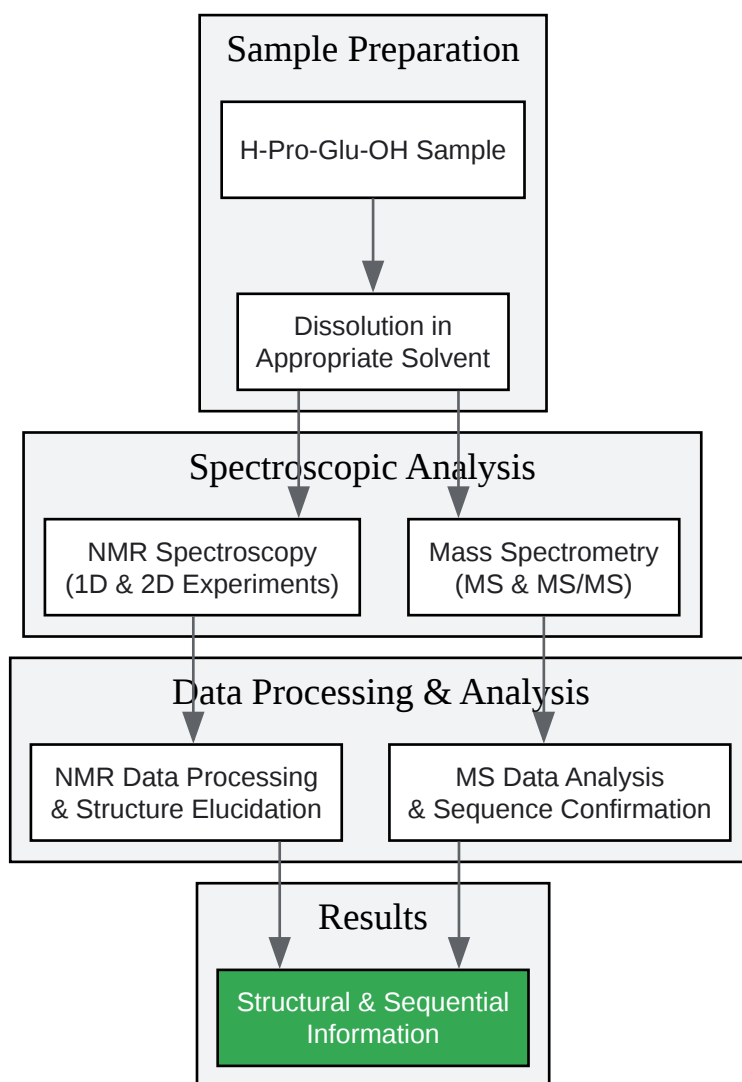 Sample Preparation
H-Pro-Glu-OH Sample
Dissolution in
Appropriate Solvent
Spectroscopic Analysis
NMR Spectroscopy
(1D & 2D Experiments)
Mass Spectrometry
(MS & MS/MS)
Data Processing & Analysis
NMR Data Processing
& Structure Elucidation
MS Data Analysis
& Sequence Confirmation
Results
Structural & Sequential
Information